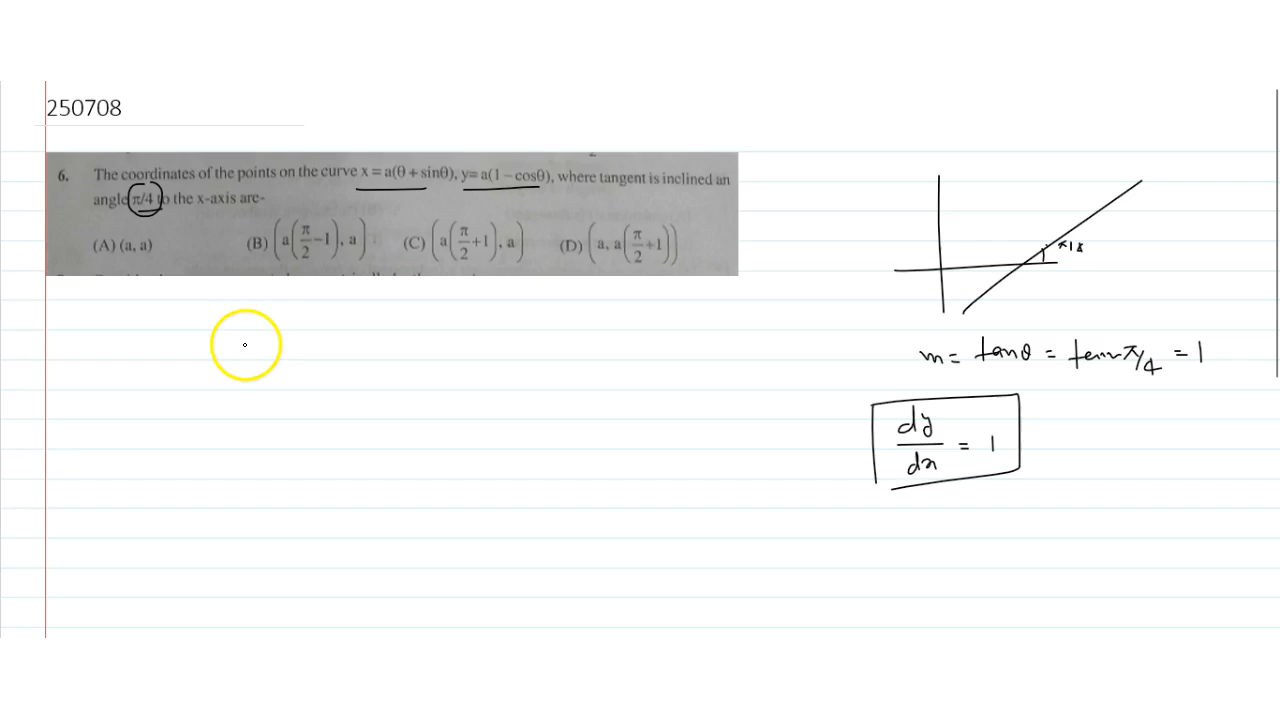 250708
6. The coordinates of the points on the curve x = a(θ + sinθ), y= a(1 – cosθ), where tangent is inclined an
angle π/4 to the x-axis are-
(A) (a, a) (B) (a(π/2 −1), a) (C) (a(π/2 +1), a) (D) (a, a(π/2 +1))
π/4
m = tanθ = tan π/4 = 1
dy/dx = 1